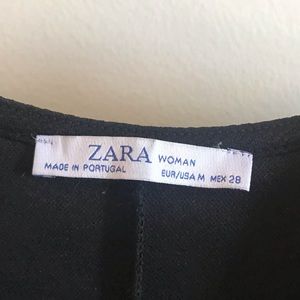 ZARA WOMAN
MADE IN PORTUGAL EUR/USA M MEX 28